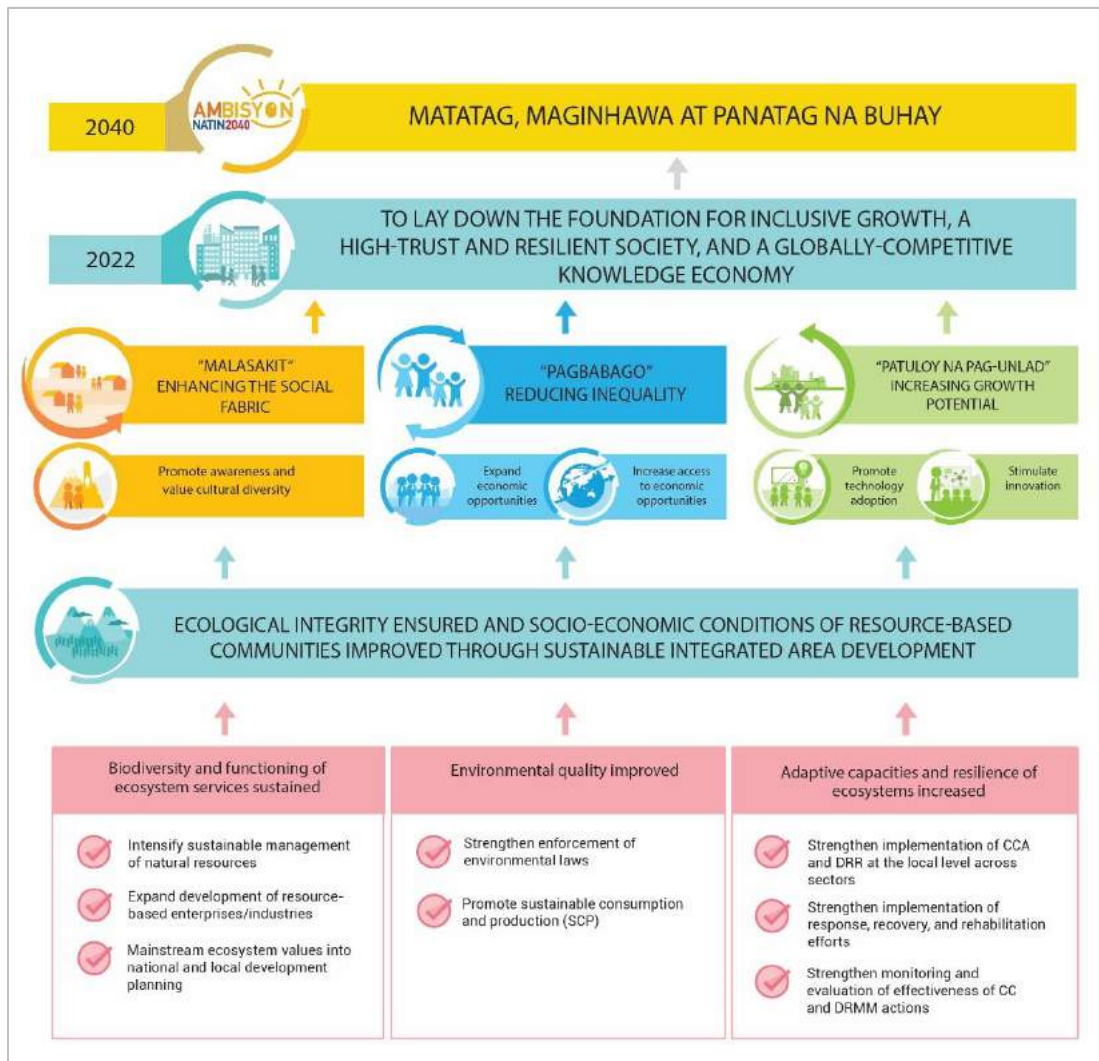 2040
AMBISYON
NATIN2040
MATATAG, MAGINHAWA AT PANATAG NA BUHAY
2022
TO LAY DOWN THE FOUNDATION FOR INCLUSIVE GROWTH, A
HIGH-TRUST AND RESILIENT SOCIETY, AND A GLOBALLY-COMPETITIVE
KNOWLEDGE ECONOMY
"MALASAKIT"
ENHANCING THE SOCIAL
FABRIC
"PAGBABAGO"
REDUCING INEQUALITY
"PATULOY NA PAG-UNLAD"
INCREASING GROWTH
POTENTIAL
Promote awareness and
value cultural diversity
Expand
economic
opportunities
Increase access
to economic
opportunities
Promote
technology
adoption
Stimulate
innovation
ECOLOGICAL INTEGRITY ENSURED AND SOCIO-ECONOMIC CONDITIONS OF RESOURCE-BASED
COMMUNITIES IMPROVED THROUGH SUSTAINABLE INTEGRATED AREA DEVELOPMENT
Biodiversity and functioning of
ecosystem services sustained
Intensify sustainable management
of natural resources
Expand development of resource-
based enterprises/industries
Mainstream ecosystem values into
national and local development
planning
Environmental quality improved
Strengthen enforcement of
environmental laws
Promote sustainable consumption
and production (SCP)
Adaptive capacities and resilience of
ecosystems increased
Strengthen implementation of CCA
and DRR at the local level across
sectors
Strengthen implementation of
response, recovery, and rehabilitation
efforts
Strengthen monitoring and
evaluation of effectiveness of CC
and DRMM actions